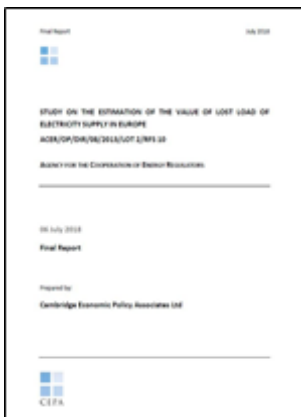 Final Report
July 2018
STUDY ON THE ESTIMATION OF THE VALUE OF LOST LOAD OF
ELECTRICITY SUPPLY IN EUROPE
ACER/OP/DIR/08/2013/LOT 2/RFS 10
AGENCY FOR THE COOPERATION OF ENERGY REGULATORS
06 July 2018
Final Report
Prepared by:
Cambridge Economic Policy Associates Ltd
CEPA